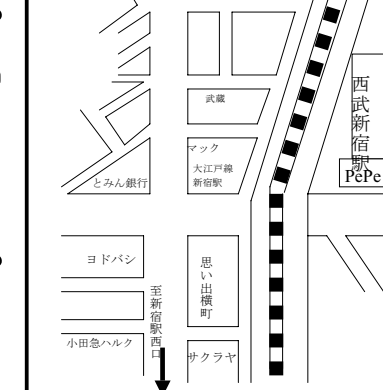 武蔵
西武新宿駅
PePe
マック
大江戸線
新宿駅
とみん銀行
ヨドバシ
思い出横町
至新宿駅西口
小田急ハルク
サクラヤ